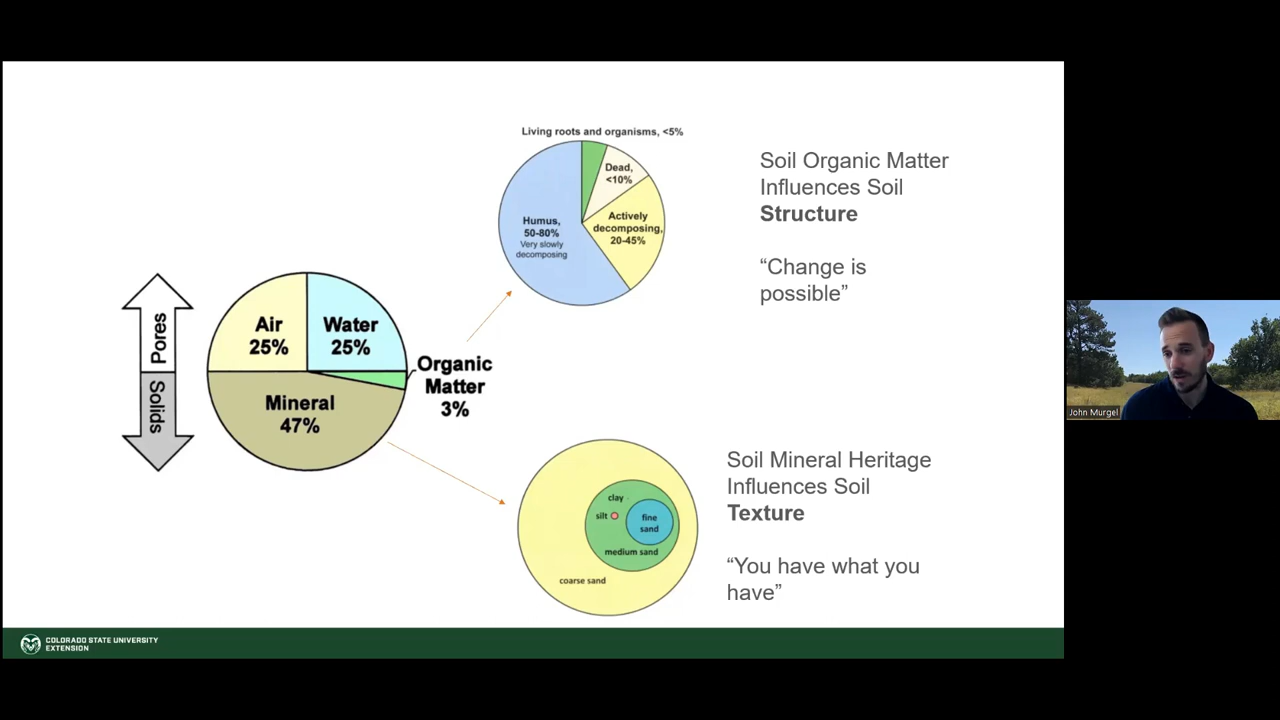 Living roots and organisms, <5%
Dead,
<10%
Humus,
50-80%
Very slowly
decomposing
Actively
decomposing,
20-45%
Soil Organic Matter
Influences Soil
Structure
“Change is
possible”
Pores
Solids
Air
25%
Water
25%
Organic
Matter
3%
Mineral
47%
clay
silt
fine
sand
medium sand
coarse sand
Soil Mineral Heritage
Influences Soil
Texture
“You have what you
have”
John Murgel
COLORADO STATE UNIVERSITY
EXTENSION